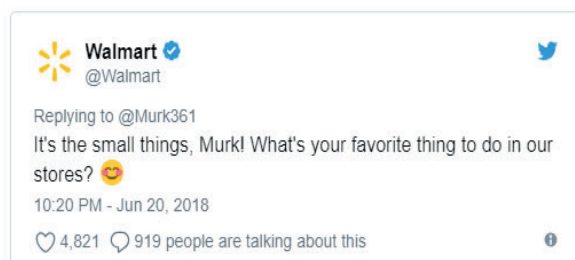 Walmart
@Walmart
Replying to @Murk361
It's the small things, Murk! What's your favorite thing to do in our
stores? 😊
10:20 PM - Jun 20, 2018
4,821 919 people are talking about this